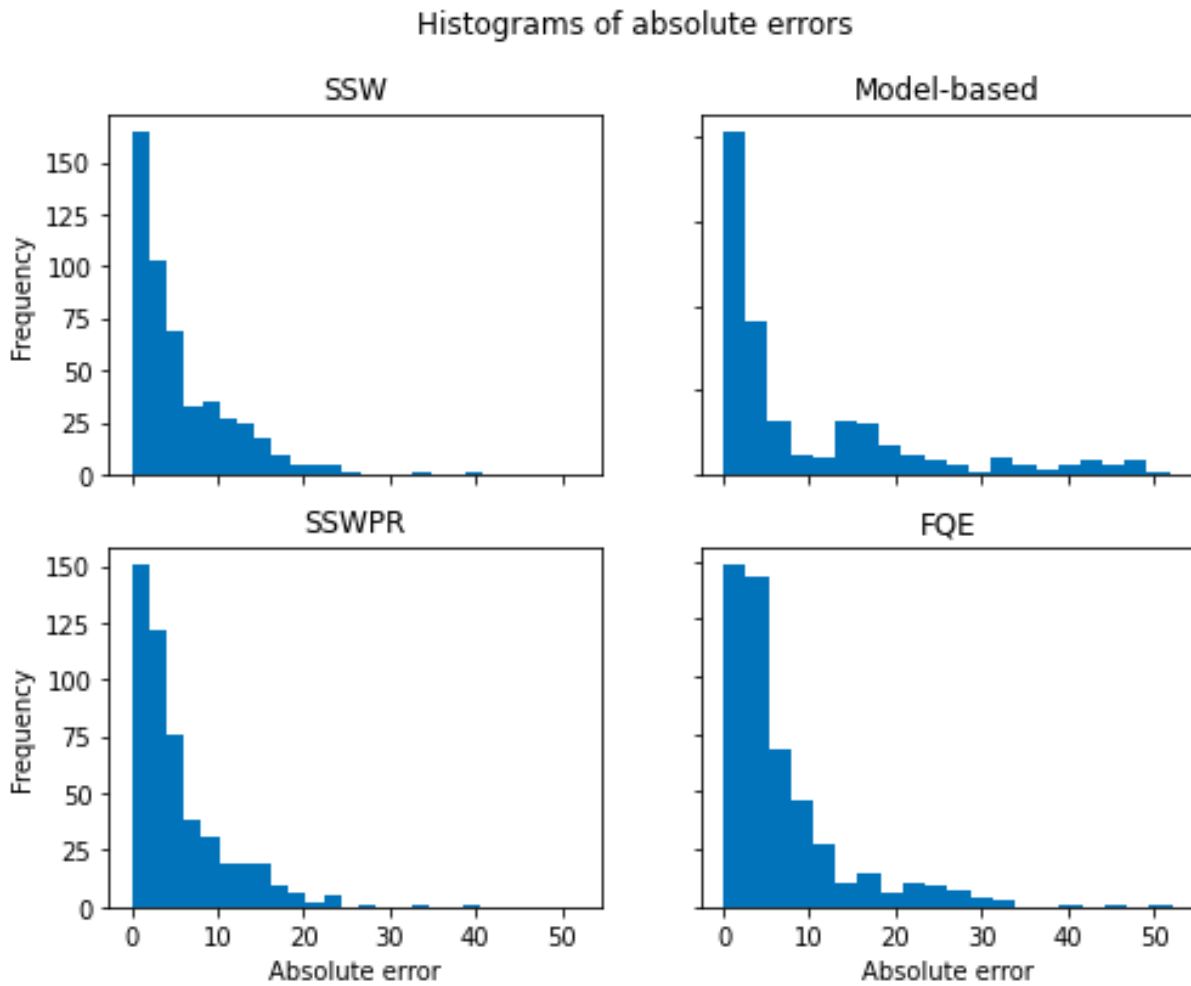 Histograms of absolute errors
SSW
Model-based
150
125
100
75
50
25
0
Frequency
SSWPR
FQE
150
125
100
75
50
25
0
Frequency
0 10 20 30 40 50
Absolute error
0 10 20 30 40 50
Absolute error